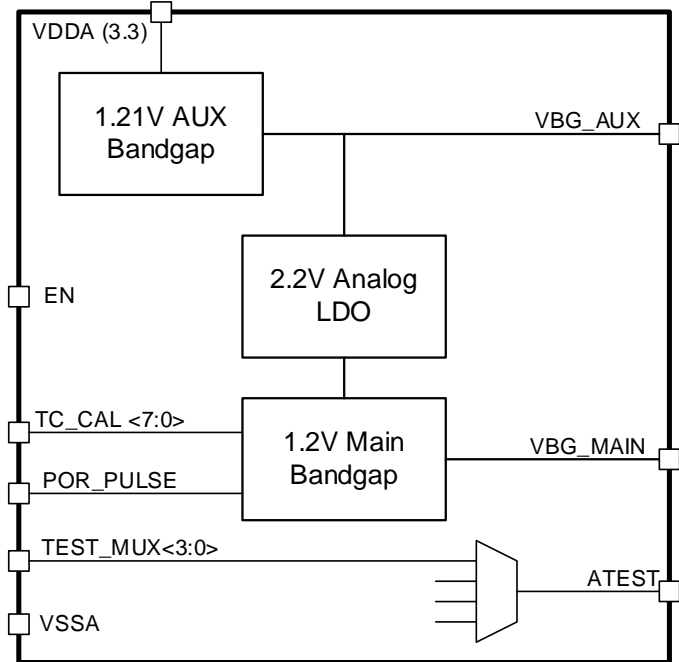 VDDA (3.3)
1.21V AUX
Bandgap
VBG_AUX
2.2V Analog
LDO
EN
TC_CAL <7:0>
1.2V Main
Bandgap
VBG_MAIN
POR_PULSE
TEST_MUX<3:0>
ATEST
VSSA